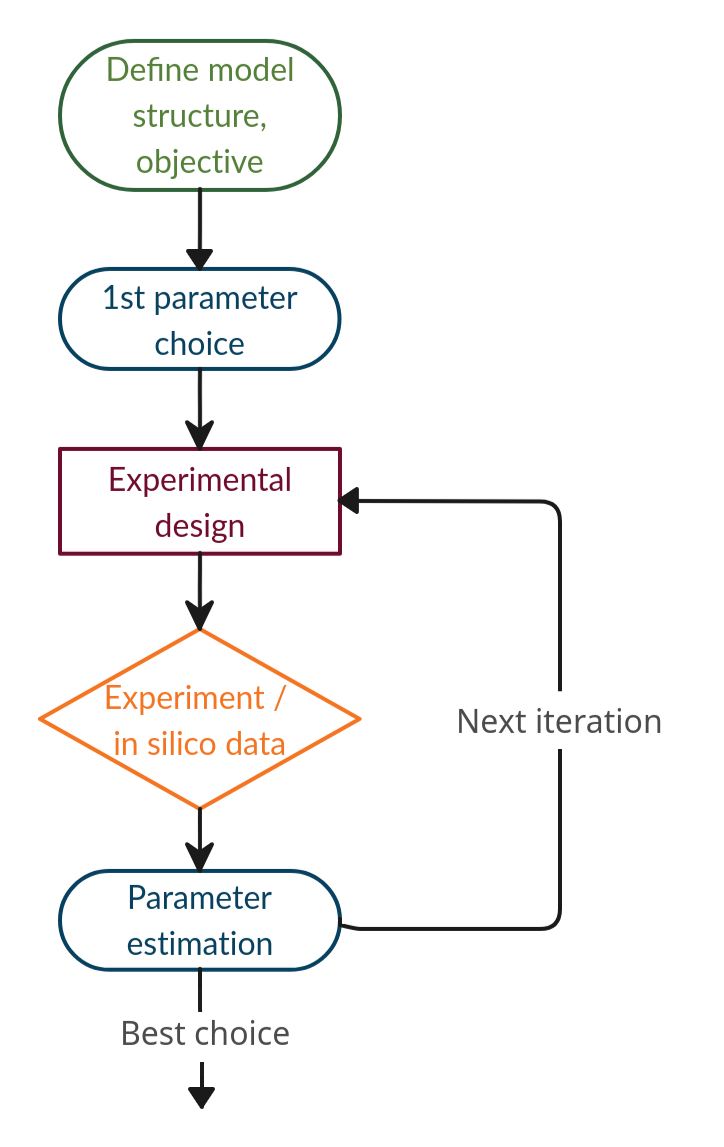 Define model
structure,
objective
1st parameter
choice
Experimental
design
Experiment /
in silico data
Next iteration
Parameter
estimation
Best choice